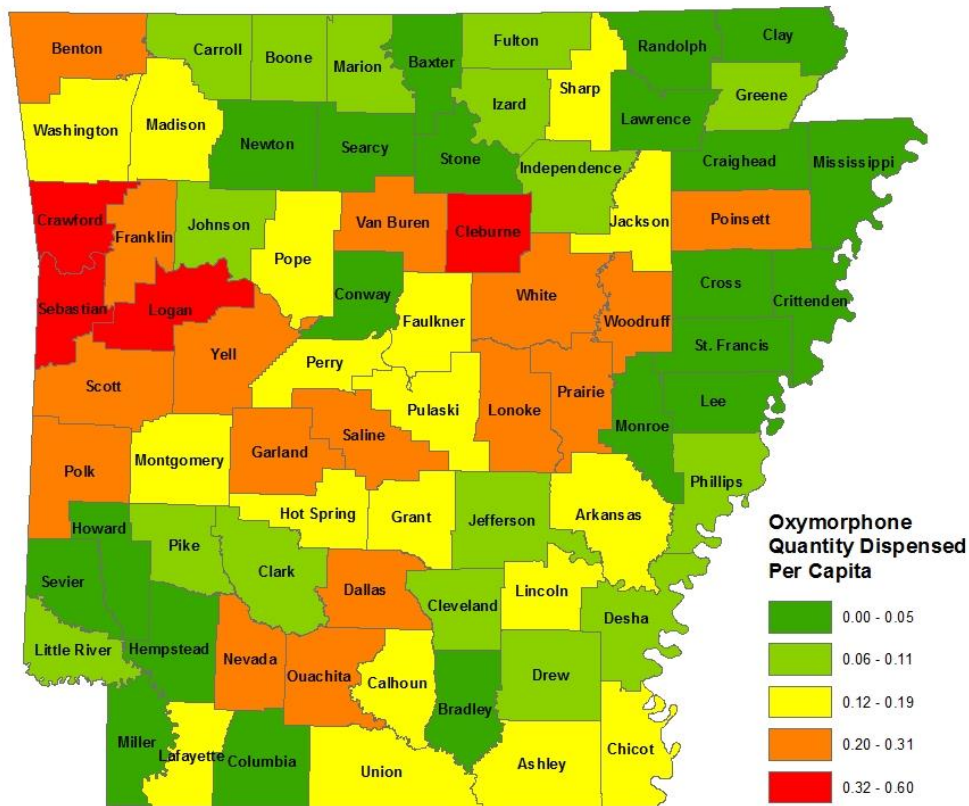 Benton
Carroll
Boone
Marion
Baxter
Fulton
Randolph
Clay
Sharp
Izard
Greene
Washington
Madison
Lawrence
Newton
Searcy
Stone
Independence
Craighead
Mississippi
Crawford
Franklin
Johnson
Van Buren
Cleburne
Jackson
Poinsett
Pope
Sebastian
Logan
Conway
White
Cross
Crittenden
Faulkner
Woodruff
St. Francis
Yell
Perry
Scott
Pulaski
Lonoke
Prairie
Lee
Monroe
Saline
Garland
Montgomery
Polk
Phillips
Hot Spring
Grant
Jefferson
Arkansas
Howard
Pike
Clark
Sevier
Dallas
Cleveland
Lincoln
Desha
Little River
Hempstead
Nevada
Ouachita
Calhoun
Drew
Bradley
Miller
Lafayette
Columbia
Union
Ashley
Chicot
Oxymorphone
Quantity Dispensed
Per Capita
0.00 - 0.05
0.06 - 0.11
0.12 - 0.19
0.20 - 0.31
0.32 - 0.60